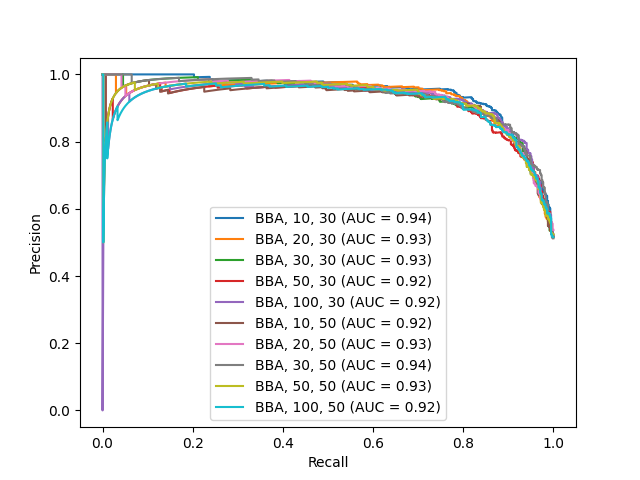 1.0
0.8
0.6
0.4
0.2
0.0
Precision
BBA, 10, 30 (AUC = 0.94)
BBA, 20, 30 (AUC = 0.93)
BBA, 30, 30 (AUC = 0.93)
BBA, 50, 30 (AUC = 0.92)
BBA, 100, 30 (AUC = 0.92)
BBA, 10, 50 (AUC = 0.92)
BBA, 20, 50 (AUC = 0.93)
BBA, 30, 50 (AUC = 0.94)
BBA, 50, 50 (AUC = 0.93)
BBA, 100, 50 (AUC = 0.92)
0.0 0.2 0.4 0.6 0.8 1.0
Recall